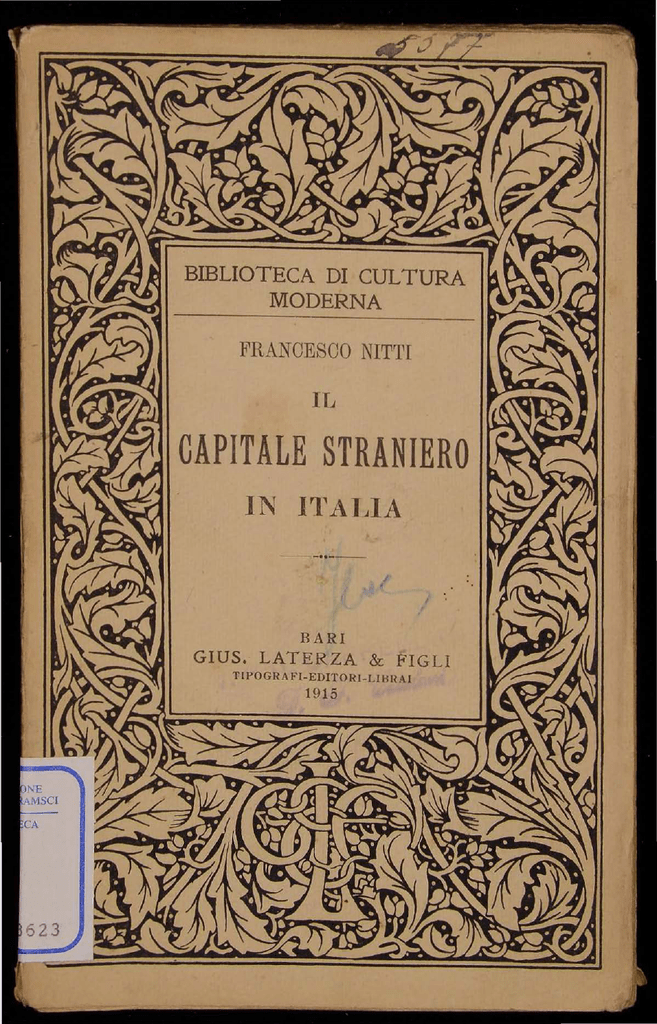 5577
BIBLIOTECA DI CULTURA
MODERNA
FRANCESCO NITTI
IL
CAPITALE STRANIERO
IN ITALIA
BARI
GIUS. LATERZA & FIGLI
TIPOGRAFI-EDITORI-LIBRAI
1915
ONE
RAMSCI
ECA
3623